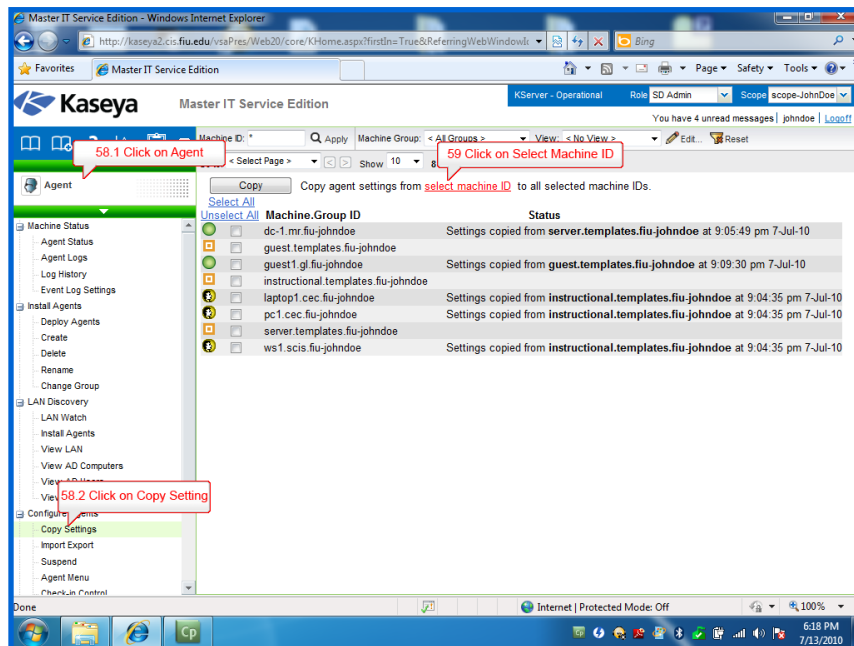 Master IT Service Edition - Windows Internet Explorer
http://kaseya2.cis.fiu.edu/vsaPres/Web20/core/KHome.aspx?firstIn=True&ReferringWebWindowId
Bing
Favorites
Master IT Service Edition
Page
Safety
Tools
Kaseya
Master IT Service Edition
KServer - Operational
Role
SD Admin
Scope
scope-JohnDoe
You have 4 unread messages | johndoe | Logoff
Machine ID: *
Apply
Machine Group:
< All Groups >
View:
< No View >
Edit...
Reset
58.1 Click on Agent
< Select Page >
Show
10
8
59 Click on Select Machine ID
Agent
Copy
Copy agent settings from select machine ID to all selected machine IDs.
Select All
Unselect All
Machine.Group ID
Status
dc-1.mr.fiu-johndoe
Settings copied from server.templates.fiu-johndoe at 9:05:49 pm 7-Jul-10
guest.templates.fiu-johndoe
guest1.gl.fiu-johndoe
Settings copied from guest.templates.fiu-johndoe at 9:09:30 pm 7-Jul-10
instructional.templates.fiu-johndoe
laptop1.cec.fiu-johndoe
Settings copied from instructional.templates.fiu-johndoe at 9:04:35 pm 7-Jul-10
pc1.cec.fiu-johndoe
Settings copied from instructional.templates.fiu-johndoe at 9:04:35 pm 7-Jul-10
server.templates.fiu-johndoe
ws1.scis.fiu-johndoe
Settings copied from instructional.templates.fiu-johndoe at 9:04:35 pm 7-Jul-10
Machine Status
Agent Status
Agent Logs
Log History
Event Log Settings
Install Agents
Deploy Agents
Create
Delete
Rename
Change Group
LAN Discovery
LAN Watch
Install Agents
View LAN
View AD Computers
View AD Users
58.2 Click on Copy Setting
Copy Settings
Import Export
Suspend
Agent Menu
Check-in Control
Done
Internet | Protected Mode: Off
100%
Cp
6:18 PM
7/13/2010